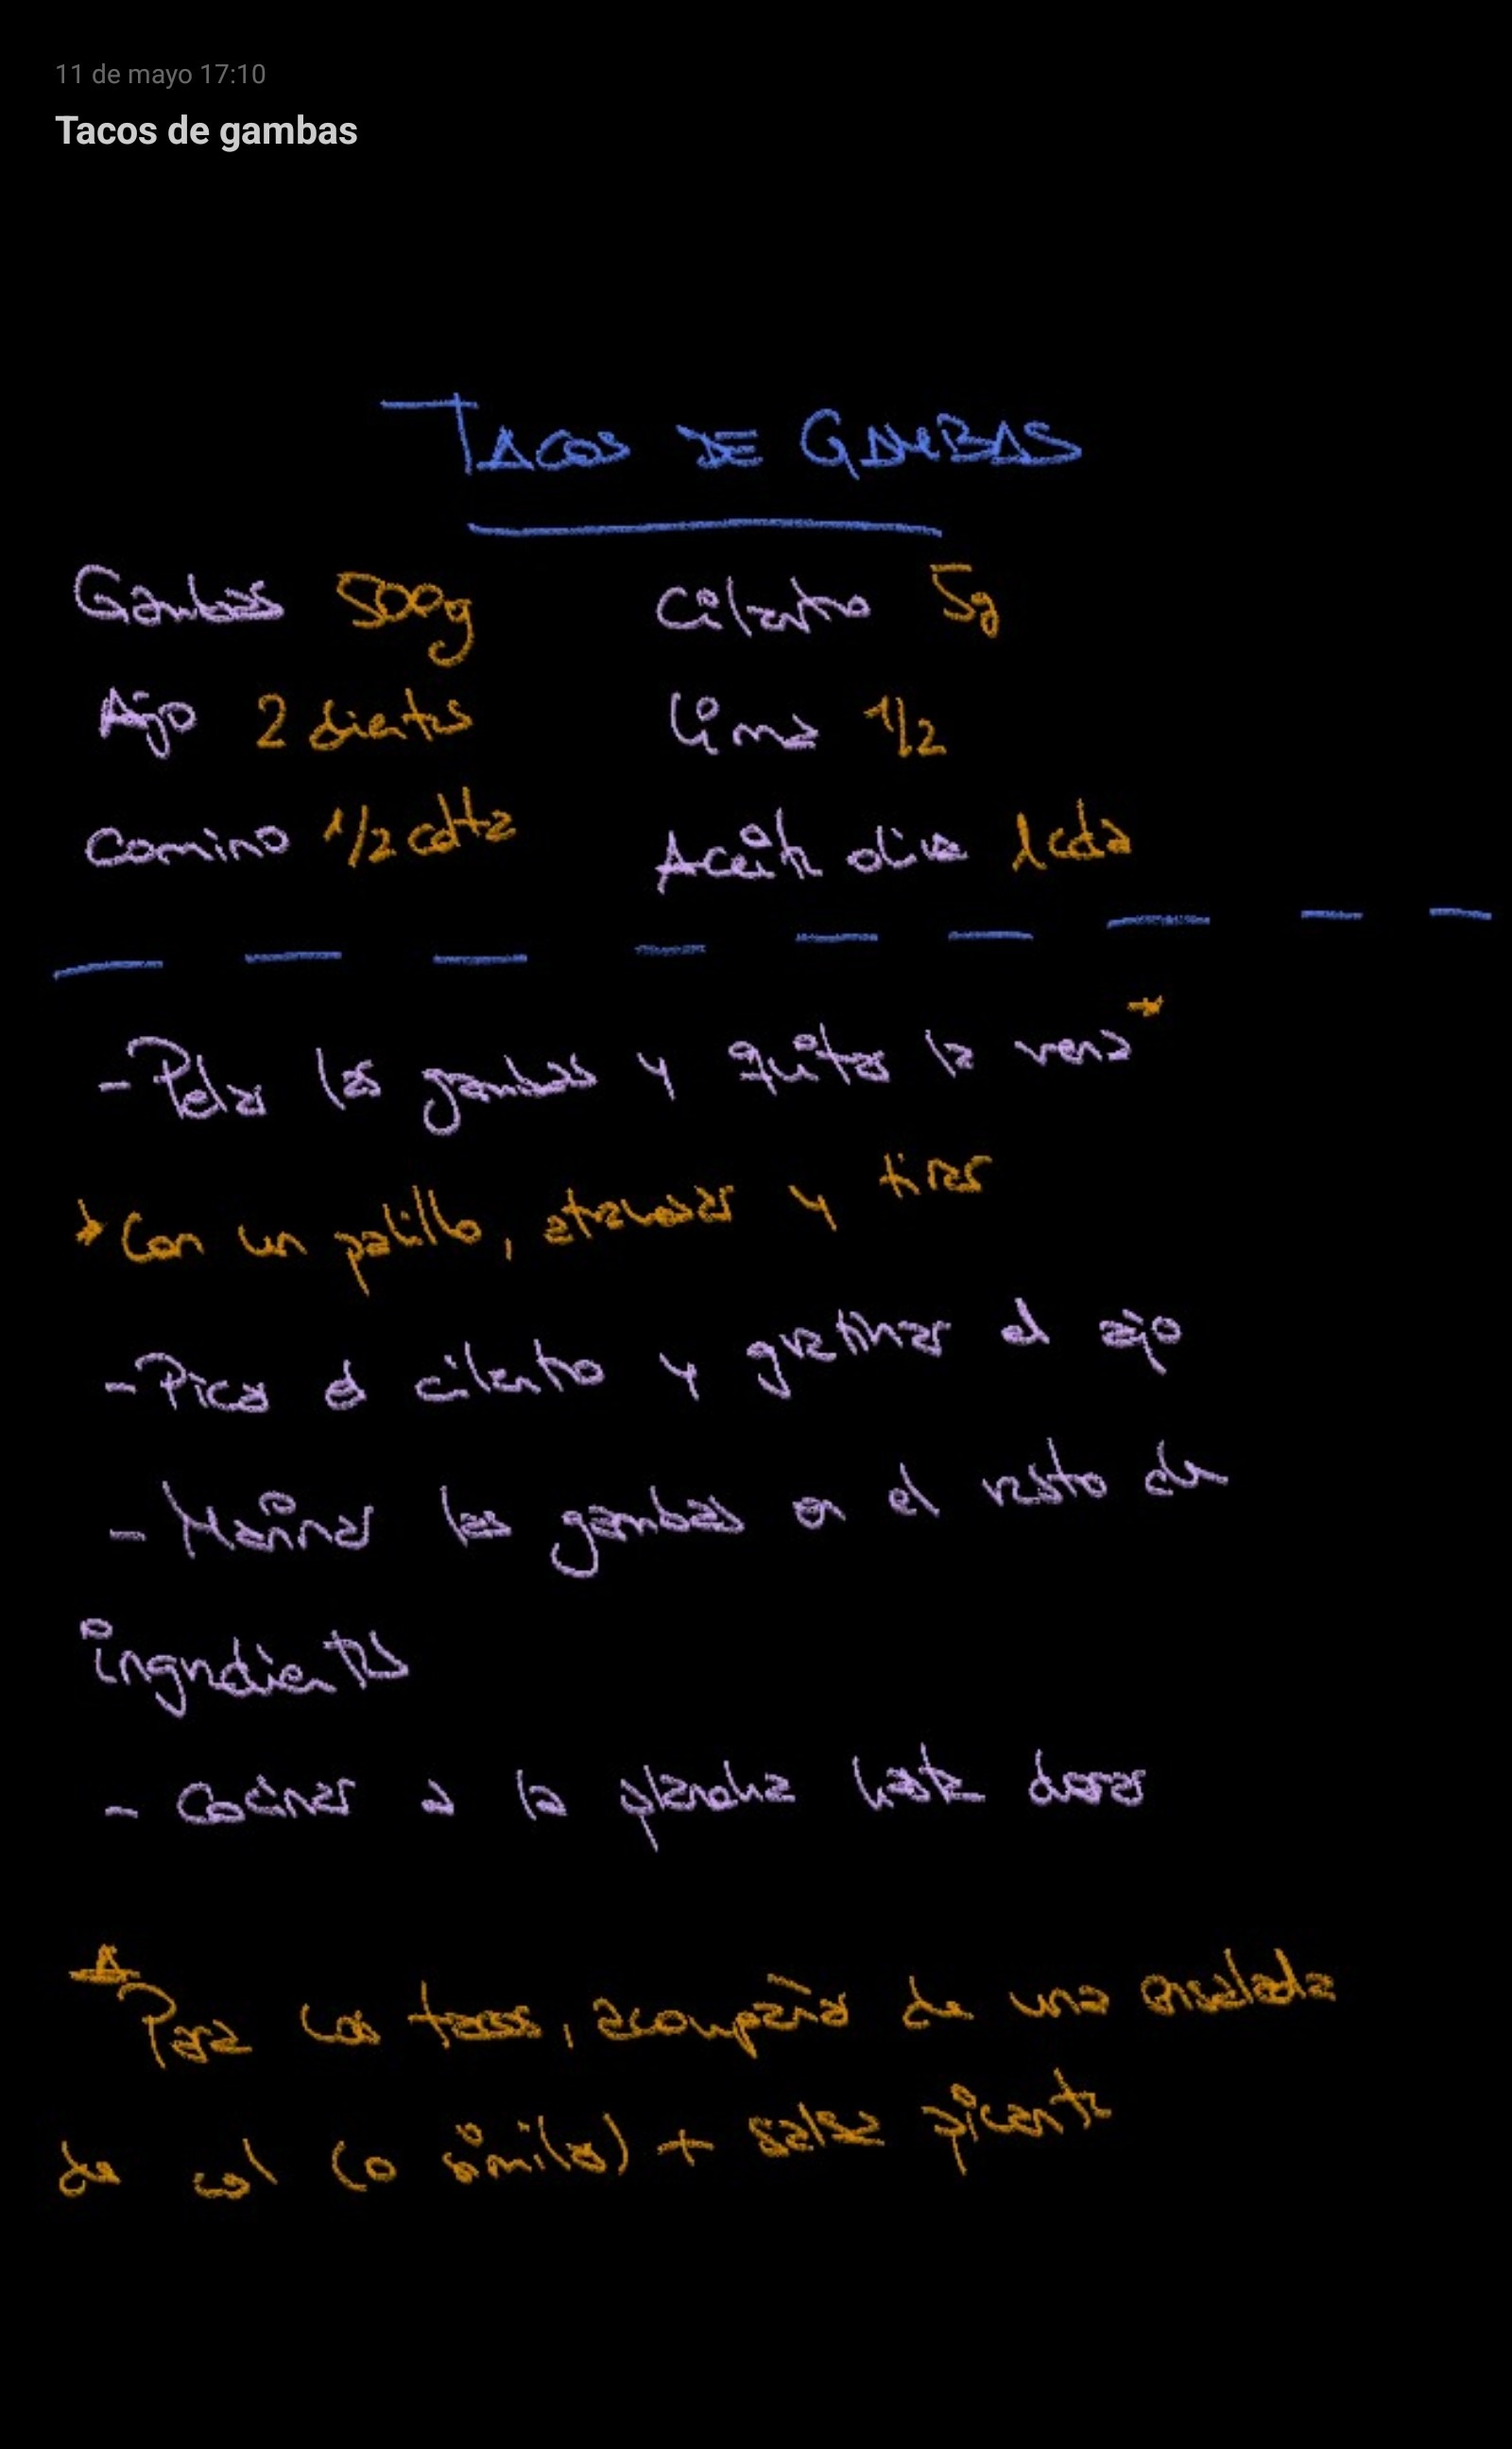 11 de mayo 17:10
Tacos de gambas
TACOS DE GAMBAS
Gambas 500g Cilantro 5g
Ajo 2 dientes Lima 1/2
Comino 1/2 cdtta Aceite oliva 1 cda
- Pelar las gambas y quitar la vena *
* Con un palillo, atravesar y tirar
- Picar el cilantro y gratinar el ajo
- Marinar las gambas en el resto de
ingredientes
- Cocinar a la plancha hasta dorar
* Para los tacos, acompañar de una ensalada
de col (o similar) + salsa picante